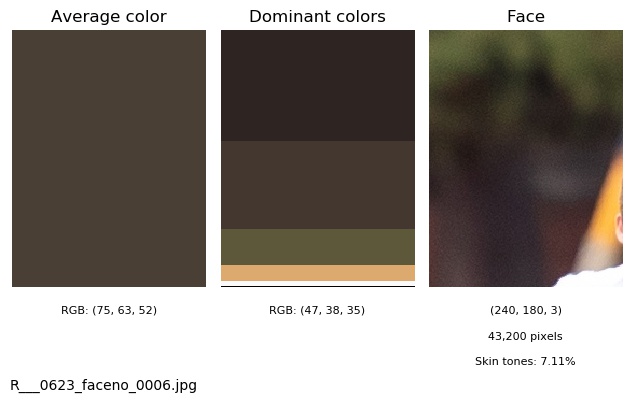 Average color
Dominant colors
Face
RGB: (75, 63, 52)
RGB: (47, 38, 35)
(240, 180, 3)
43,200 pixels
Skin tones: 7.11%
R___0623_faceno_0006.jpg